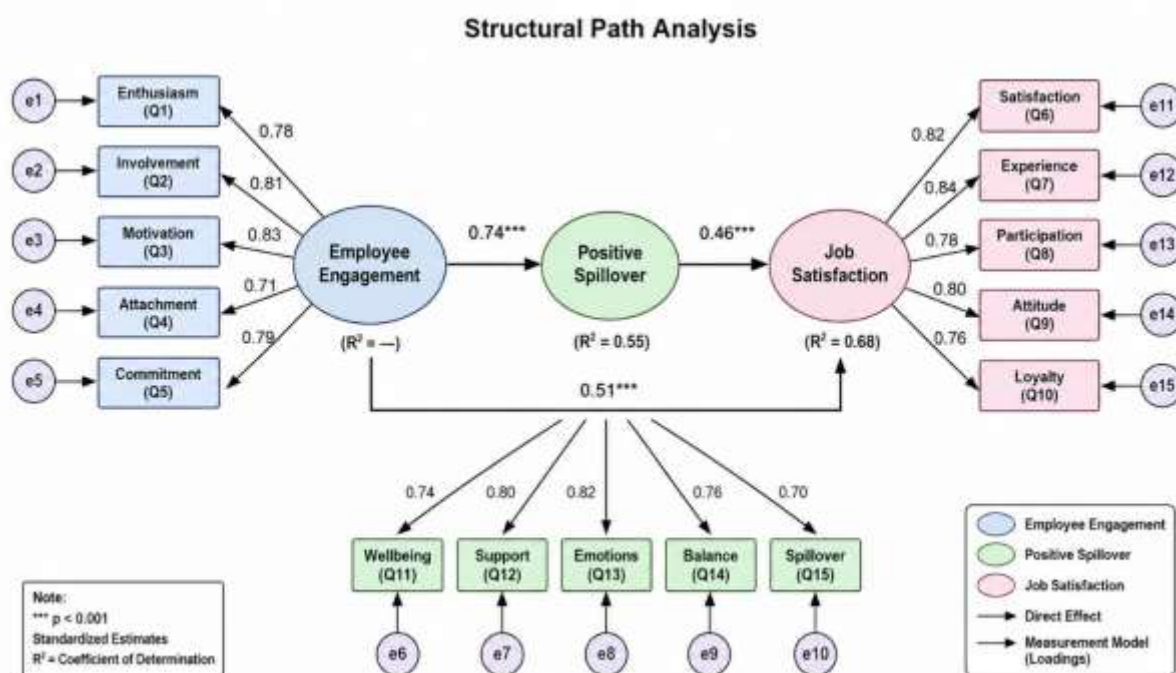 Structural Path Analysis
e1
Enthusiasm
(Q1)
0.78
e2
Involvement
(Q2)
0.81
e3
Motivation
(Q3)
0.83
e4
Attachment
(Q4)
0.71
e5
Commitment
(Q5)
0.79
Employee
Engagement
(R² = —)
0.74***
Positive
Spillover
(R² = 0.55)
0.46***
Job
Satisfaction
(R² = 0.68)
0.51***
0.82
Satisfaction
(Q6)
e11
0.84
Experience
(Q7)
e12
0.78
Participation
(Q8)
e13
0.80
Attitude
(Q9)
e14
0.76
Loyalty
(Q10)
e15
0.74
0.80
0.82
0.76
0.70
Wellbeing
(Q11)
Support
(Q12)
Emotions
(Q13)
Balance
(Q14)
Spillover
(Q15)
e6
e7
e8
e9
e10
Note:
*** p < 0.001
Standardized Estimates
R² = Coefficient of Determination
Employee Engagement
Positive Spillover
Job Satisfaction
Direct Effect
Measurement Model
(Loadings)